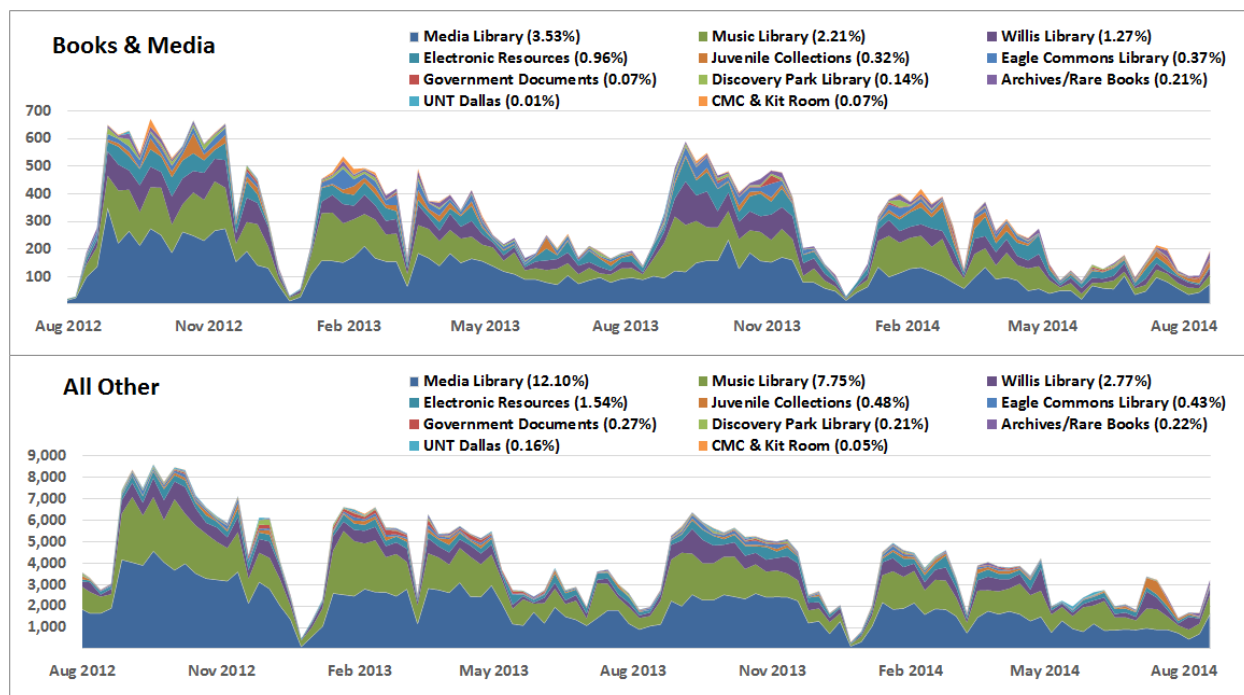 Books & Media
Media Library (3.53%) Music Library (2.21%) Willis Library (1.27%)
Electronic Resources (0.96%) Juvenile Collections (0.32%) Eagle Commons Library (0.37%)
Government Documents (0.07%) Discovery Park Library (0.14%) Archives/Rare Books (0.21%)
UNT Dallas (0.01%) CMC & Kit Room (0.07%)
700
600
500
400
300
200
100
Aug 2012 Nov 2012 Feb 2013 May 2013 Aug 2013 Nov 2013 Feb 2014 May 2014 Aug 2014
All Other
Media Library (12.10%) Music Library (7.75%) Willis Library (2.77%)
Electronic Resources (1.54%) Juvenile Collections (0.48%) Eagle Commons Library (0.43%)
Government Documents (0.27%) Discovery Park Library (0.21%) Archives/Rare Books (0.22%)
UNT Dallas (0.16%) CMC & Kit Room (0.05%)
9,000
8,000
7,000
6,000
5,000
4,000
3,000
2,000
1,000
Aug 2012 Nov 2012 Feb 2013 May 2013 Aug 2013 Nov 2013 Feb 2014 May 2014 Aug 2014